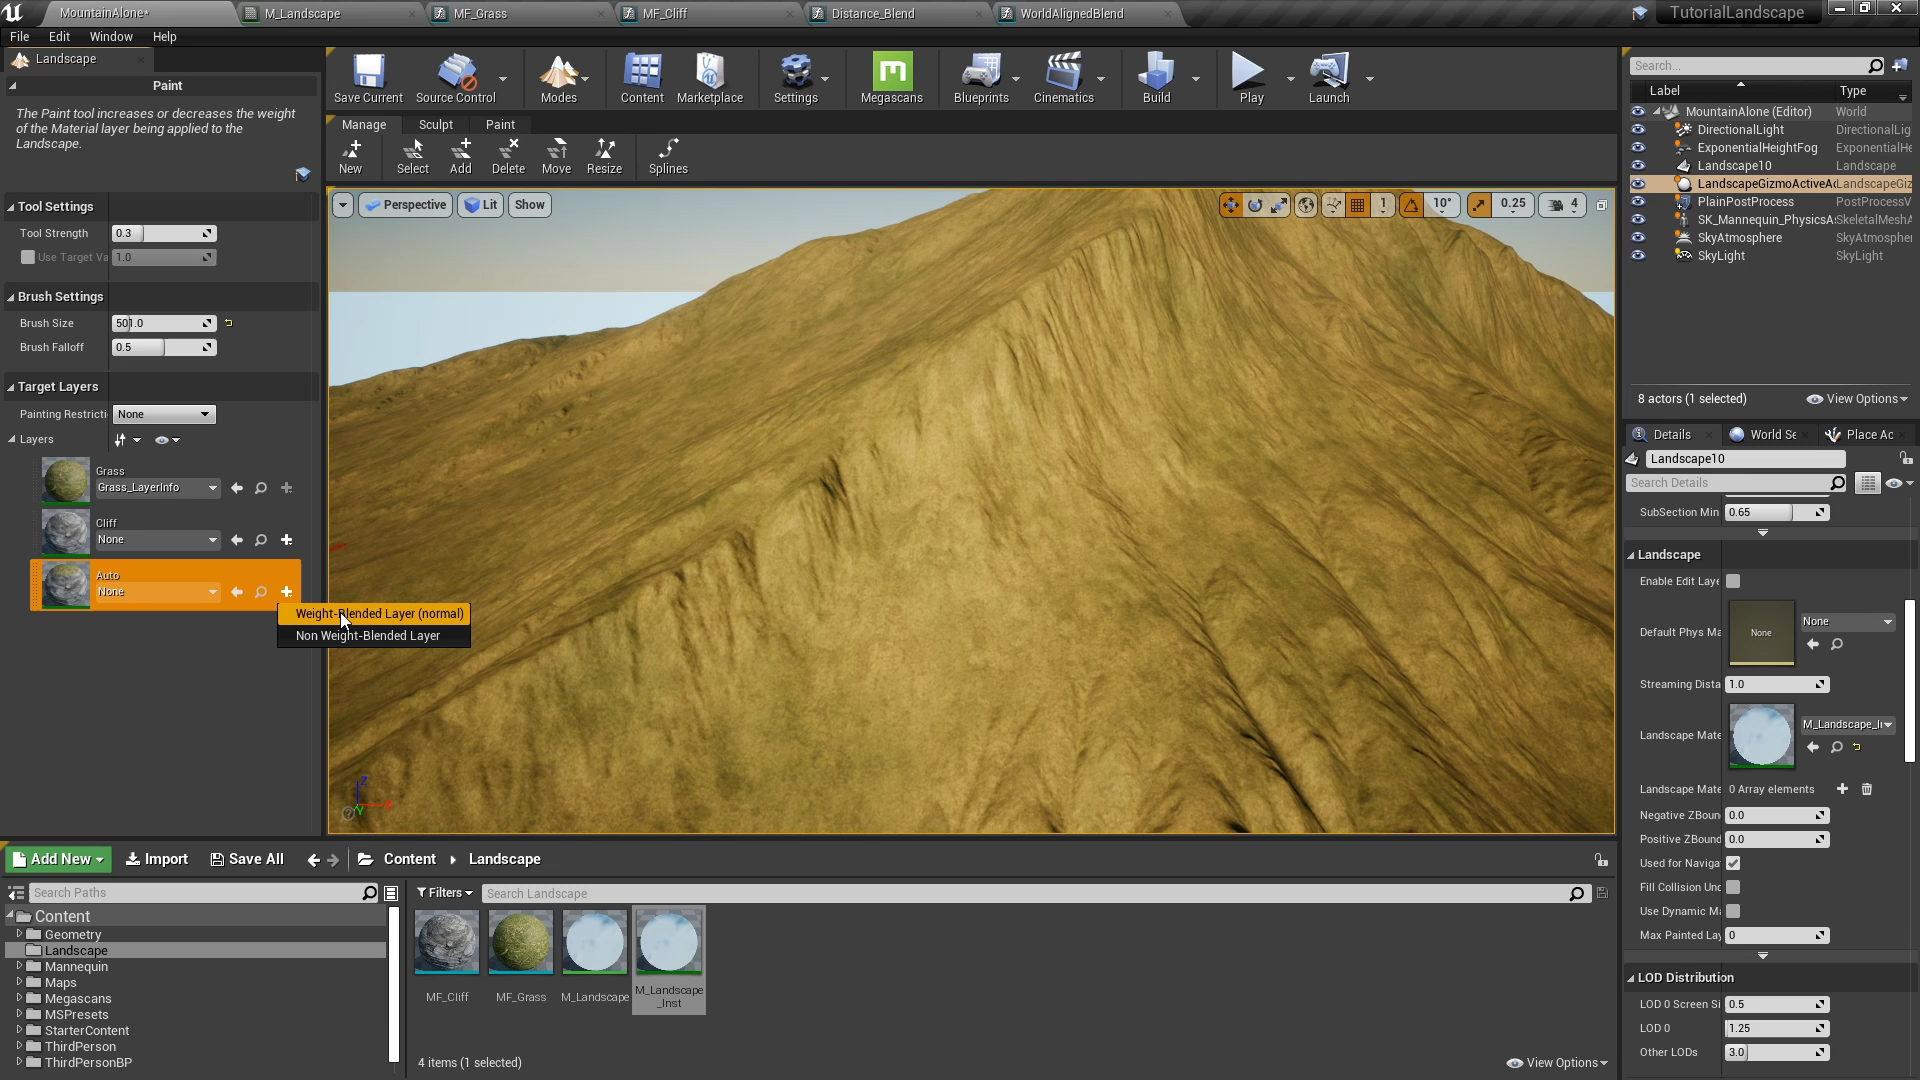 MountainAlone*
M_Landscape
MF_Grass
MF_Cliff
Distance_Blend
WorldAlignedBlend
TutorialLandscape
File Edit Window Help
Landscape
Paint
The Paint tool increases or decreases the weight
of the Material layer being applied to the
Landscape.
Tool Settings
Tool Strength 0.3
Use Target Va 1.0
Brush Settings
Brush Size 501.0
Brush Falloff 0.5
Target Layers
Painting Restricti None
Layers
Grass
Grass_LayerInfo
Cliff
None
Auto
None
Weight-Blended Layer (normal)
Non Weight-Blended Layer
Save Current
Source Control
Modes
Content
Marketplace
Settings
Megascans
Blueprints
Cinematics
Build
Play
Launch
Manage Sculpt Paint
New Select Add Delete Move Resize Splines
Perspective Lit Show
1 10° 0.25 4
Z
X
Y
Search...
Label Type
MountainAlone (Editor) World
DirectionalLight DirectionalLig
ExponentialHeightFog ExponentialHe
Landscape10 Landscape
LandscapeGizmoActiveAc LandscapeGiz
PlainPostProcess PostProcessV
SK_Mannequin_PhysicsA: SkeletalMeshA
SkyAtmosphere SkyAtmospher
SkyLight SkyLight
8 actors (1 selected)
View Options
Details
World Se
Place Ac
Landscape10
Search Details
SubSection Min 0.65
Landscape
Enable Edit Laye
Default Phys Ma None None
Streaming Dista 1.0
Landscape Mate M_Landscape_I
Landscape Mate 0 Array elements
Negative ZBoun 0.0
Positive ZBound 0.0
Used for Naviga
Fill Collision Unc
Use Dynamic Ma
Max Painted Lay 0
LOD Distribution
LOD 0 Screen Si 0.5
LOD 0 1.25
Other LODs 3.0
Add New
Import
Save All
Content
Landscape
Search Paths
Content
Geometry
Landscape
Mannequin
Maps
Megascans
MSPresets
StarterContent
ThirdPerson
ThirdPersonBP
Filters
Search Landscape
MF_Cliff
MF_Grass
M_Landscape
M_Landscape
_Inst
4 items (1 selected)
View Options